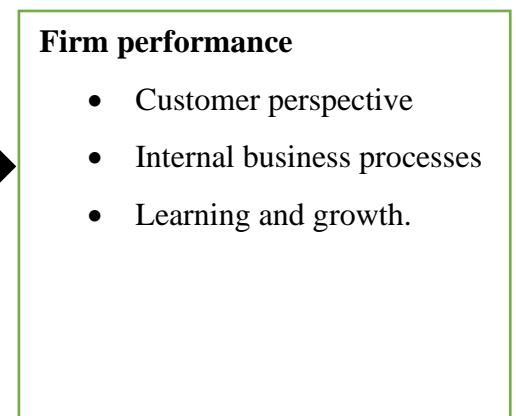 Firm performance
• Customer perspective
• Internal business processes
• Learning and growth.